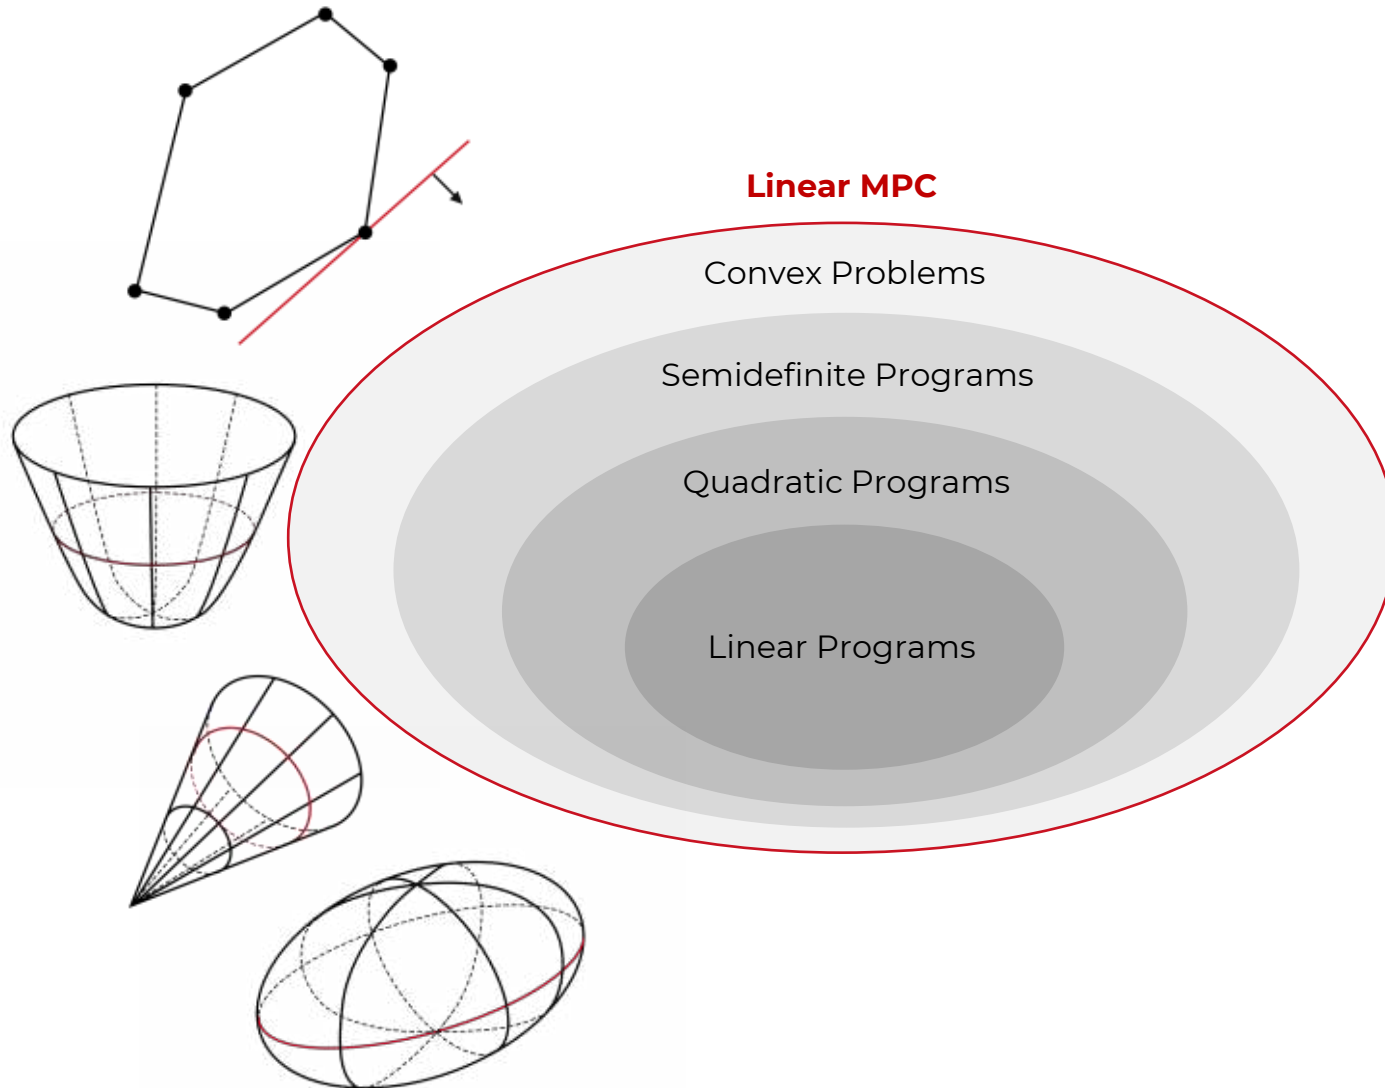 Linear MPC
Convex Problems
Semidefinite Programs
Quadratic Programs
Linear Programs